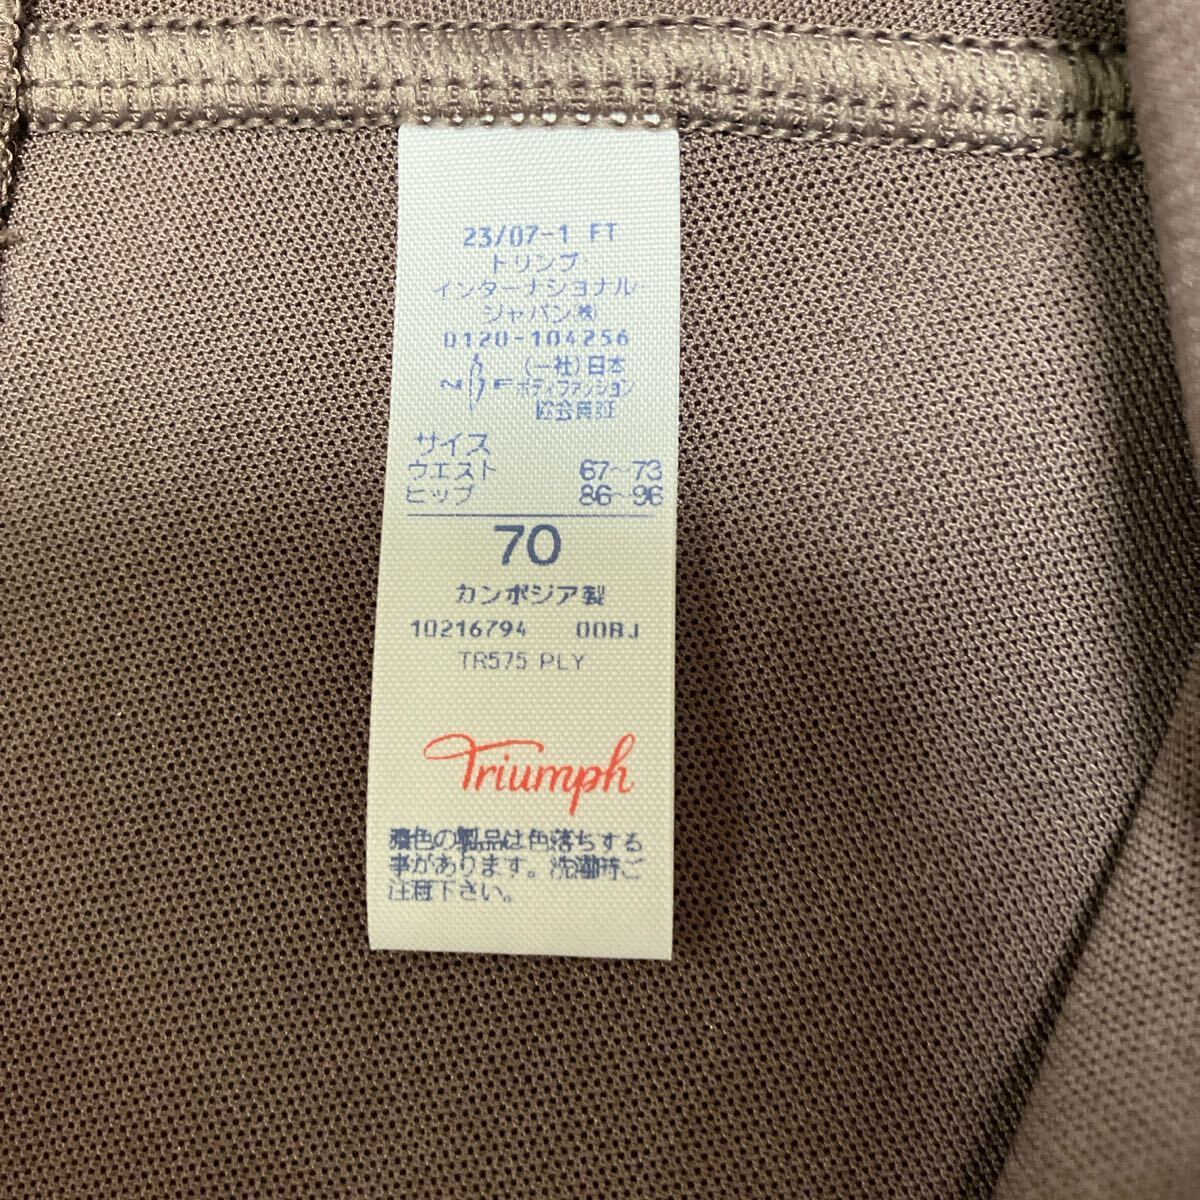 23/07-1 FT
トリンプ・
インターナショナル・
ジャパン㈱
0120-104256
NBF (一社)日本
ボディファッション
協会員証
サイズ
ウエスト 67～73
ヒップ 86～96
70
カンボジア製
10216794 00BJ
TR575 PLY
Triumph
濃色の製品は色落ちする
事があります。洗濯時ご
注意下さい。